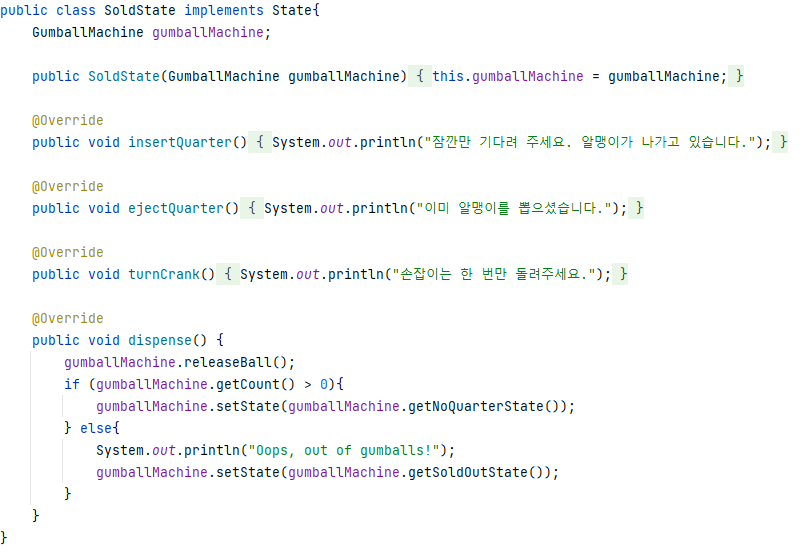 public class SoldState implements State{
    GumballMachine gumballMachine;

    public SoldState(GumballMachine gumballMachine) { this.gumballMachine = gumballMachine; }

    @Override
    public void insertQuarter() { System.out.println("잠깐만 기다려 주세요. 알맹이가 나가고 있습니다."); }

    @Override
    public void ejectQuarter() { System.out.println("이미 알맹이를 뽑으셨습니다."); }

    @Override
    public void turnCrank() { System.out.println("손잡이는 한 번만 돌려주세요."); }

    @Override
    public void dispense() {
        gumballMachine.releaseBall();
        if (gumballMachine.getCount() > 0){
            gumballMachine.setState(gumballMachine.getNoQuarterState());
        } else{
            System.out.println("Oops, out of gumballs!");
            gumballMachine.setState(gumballMachine.getSoldOutState());
        }
    }
}